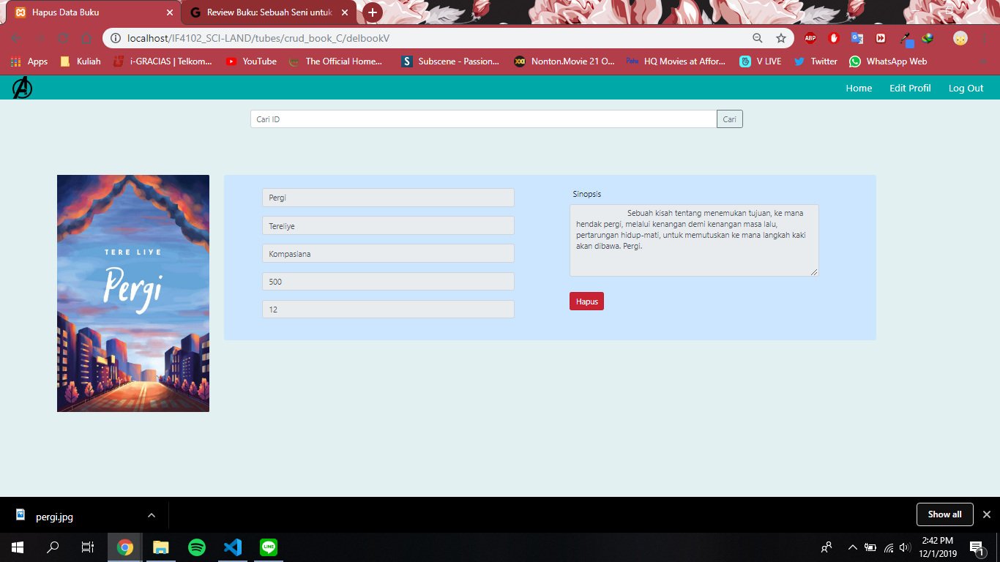 Hapus Data Buku
Review Buku: Sebuah Seni untuk
localhost/IF4102_SCI-LAND/tubes/crud_book_C/delbookV
ABP
Apps
Kuliah
i-GRACIAS | Telkom...
YouTube
The Official Home...
Subscene - Passion...
Nonton.Movie 21 O...
HQ Movies at Affor...
V LIVE
Twitter
WhatsApp Web
Home
Edit Profil
Log Out
Cari ID
Cari
TERE LIYE
Pergi
Pergi
Tereliye
Kompasiana
500
12
Sinopsis
Sebuah kisah tentang menemukan tujuan, ke mana
hendak pergi, melalui kenangan demi kenangan masa lalu,
pertarungan hidup-mati, untuk memutuskan ke mana langkah kaki
akan dibawa. Pergi.
Hapus
pergi.jpg
Show all
LINE
2:42 PM
12/1/2019
1